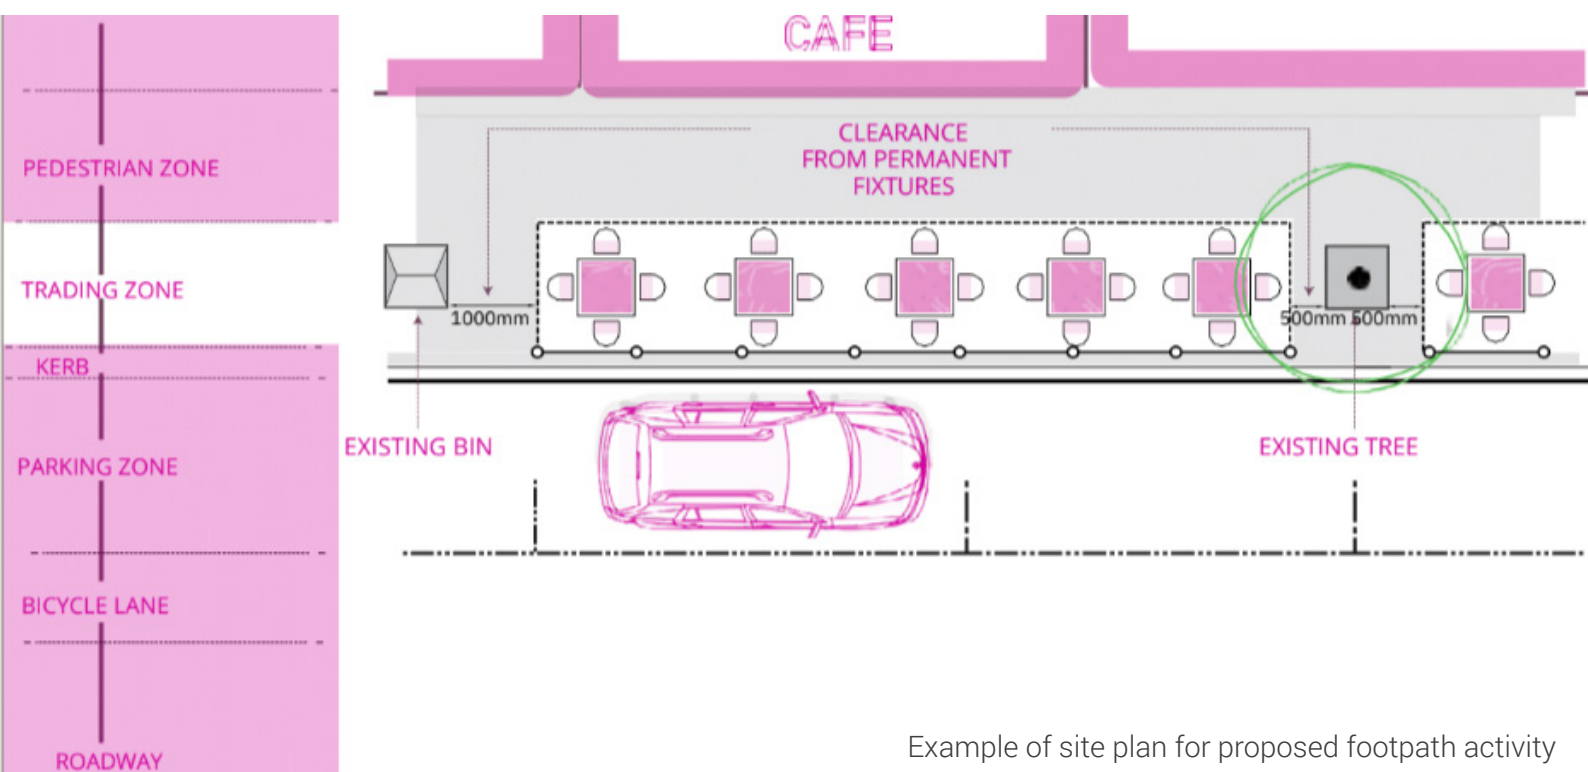 CAFE
CLEARANCE
FROM PERMANENT
FIXTURES
PEDESTRIAN ZONE
TRADING ZONE
1000mm
500mm 500mm
KERB
EXISTING BIN
EXISTING TREE
PARKING ZONE
BICYCLE LANE
ROADWAY
Example of site plan for proposed footpath activity